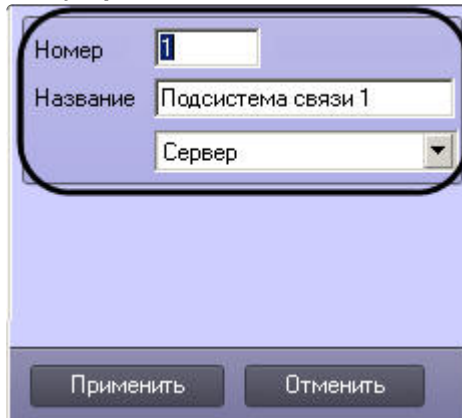 Номер 1
Название Подсистема связи 1
Сервер
Применить Отменить